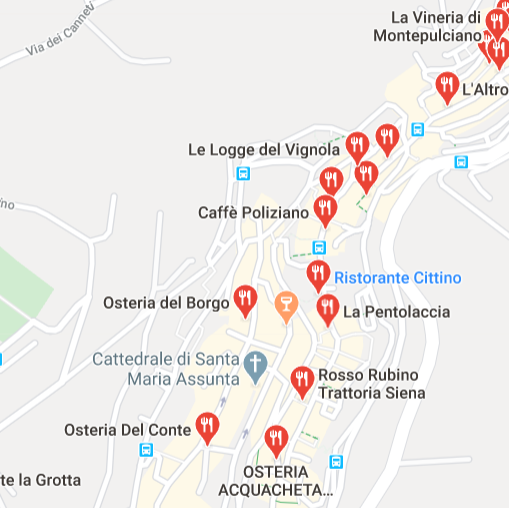 La Vineria di
Montepulciano
Via dei Cannet
L'Altro
Le Logge del Vignola
Caffè Poliziano
Ristorante Cittino
Osteria del Borgo
La Pentolaccia
Cattedrale di Santa
Maria Assunta
Rosso Rubino
Trattoria Siena
Osteria Del Conte
te la Grotta
OSTERIA
ACQUACHETA...